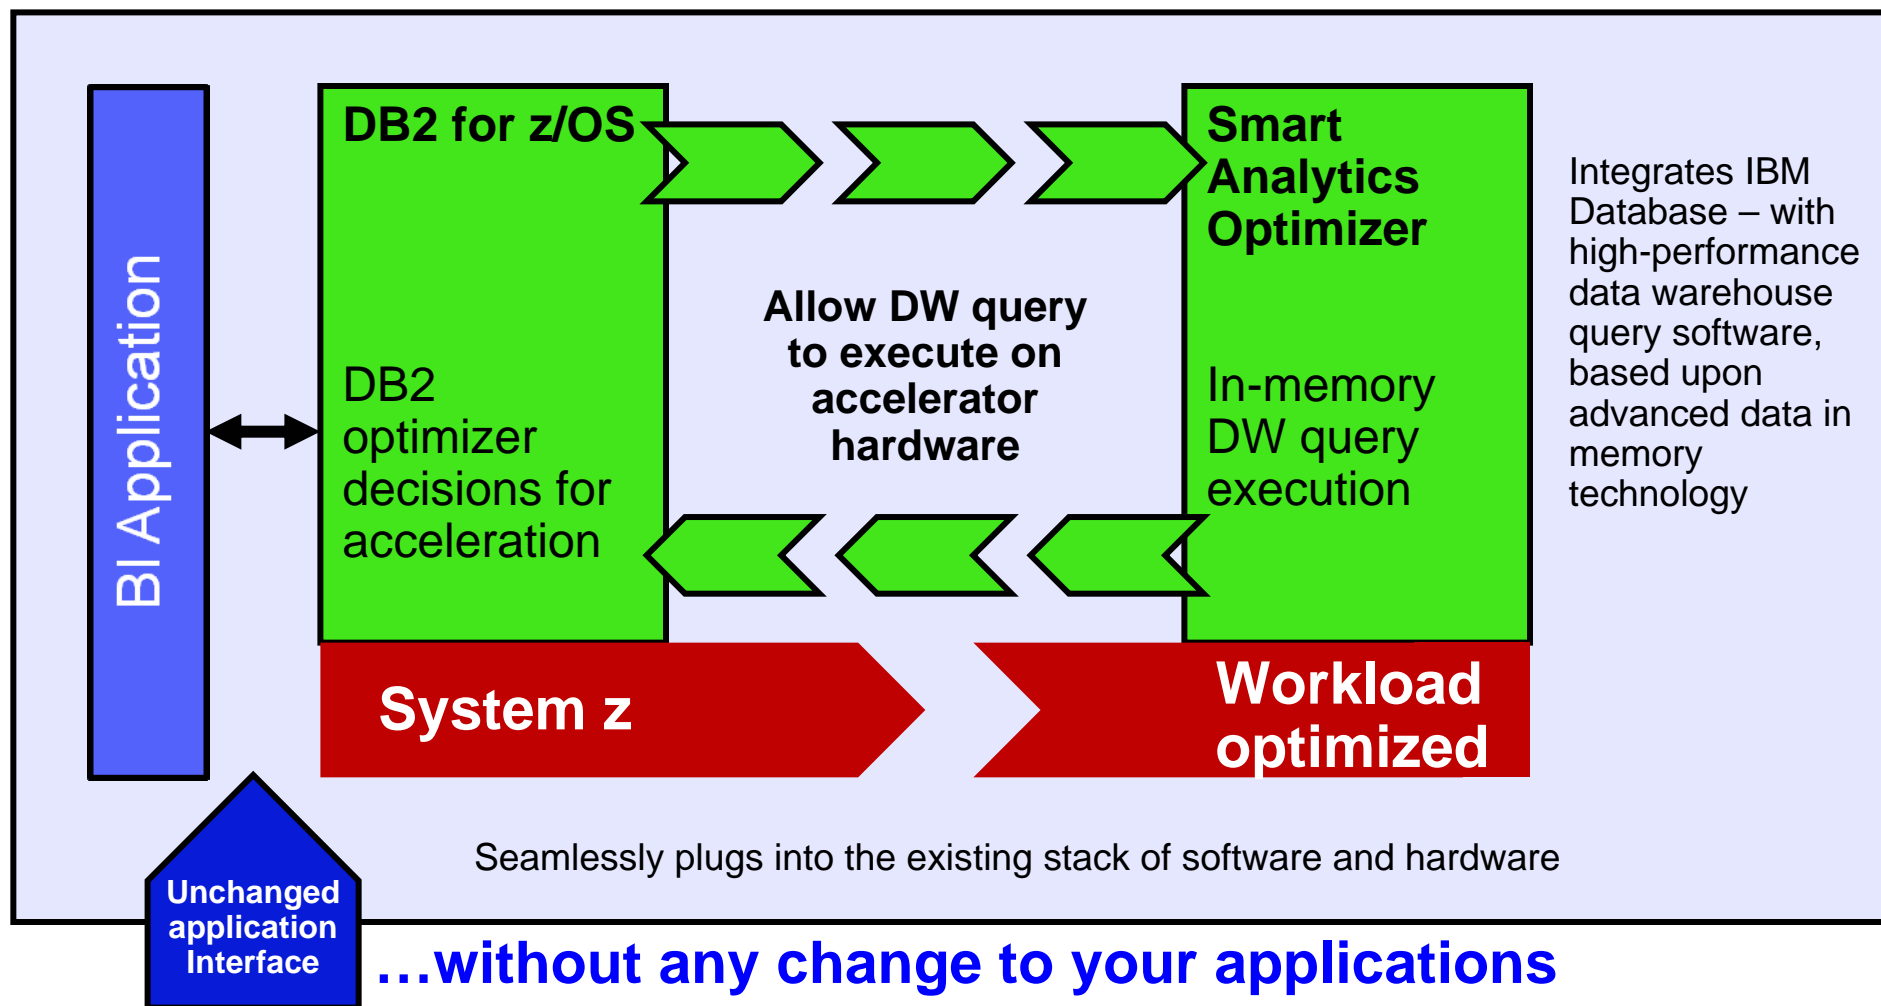 BI Application
DB2 for z/OS
DB2
optimizer
decisions for
acceleration
Allow DW query
to execute on
accelerator
hardware
Smart
Analytics
Optimizer
In-memory
DW query
execution
Integrates IBM
Database – with
high-performance
data warehouse
query software,
based upon
advanced data in
memory
technology
System z
Workload
optimized
Seamlessly plugs into the existing stack of software and hardware
Unchanged
application
Interface
…without any change to your applications